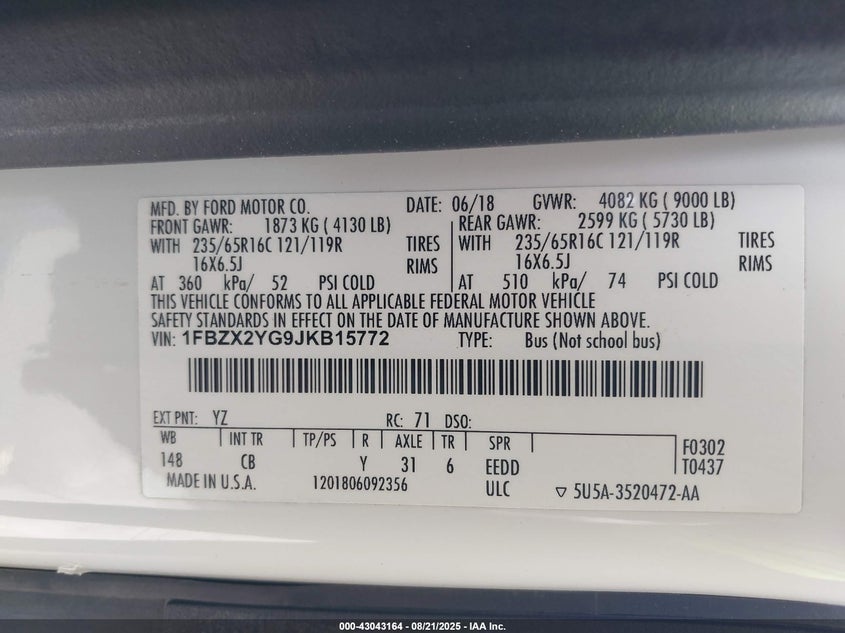 MFD. BY FORD MOTOR CO. DATE: 06/18 GVWR: 4082 KG ( 9000 LB)
FRONT GAWR: 1873 KG ( 4130 LB) REAR GAWR: 2599 KG ( 5730 LB)
WITH 235/65R16C 121/119R TIRES WITH 235/65R16C 121/119R TIRES
16X6.5J RIMS 16X6.5J RIMS
AT 360 kPa/ 52 PSI COLD AT 510 kPa/ 74 PSI COLD
THIS VEHICLE CONFORMS TO ALL APPLICABLE FEDERAL MOTOR VEHICLE
SAFETY STANDARDS IN EFFECT ON THE DATE OF MANUFACTURE SHOWN ABOVE.
VIN: 1FBZX2YG9JKB15772 TYPE: Bus (Not school bus)
EXT PNT: YZ RC: 71 DSO:
WB INT TR TP/PS R AXLE TR SPR F0302
148 CB Y 31 6 EEDD T0437
MADE IN U.S.A. 1201806092356 ULC ▽ 5U5A-3520472-AA
000-43043164 - 08/21/2025 - IAA Inc.